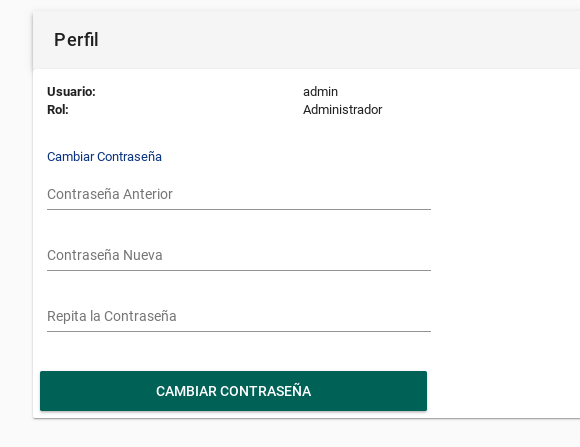 Perfil
Usuario: admin
Rol: Administrador
Cambiar Contraseña
Contraseña Anterior
Contraseña Nueva
Repita la Contraseña
CAMBIAR CONTRASEÑA